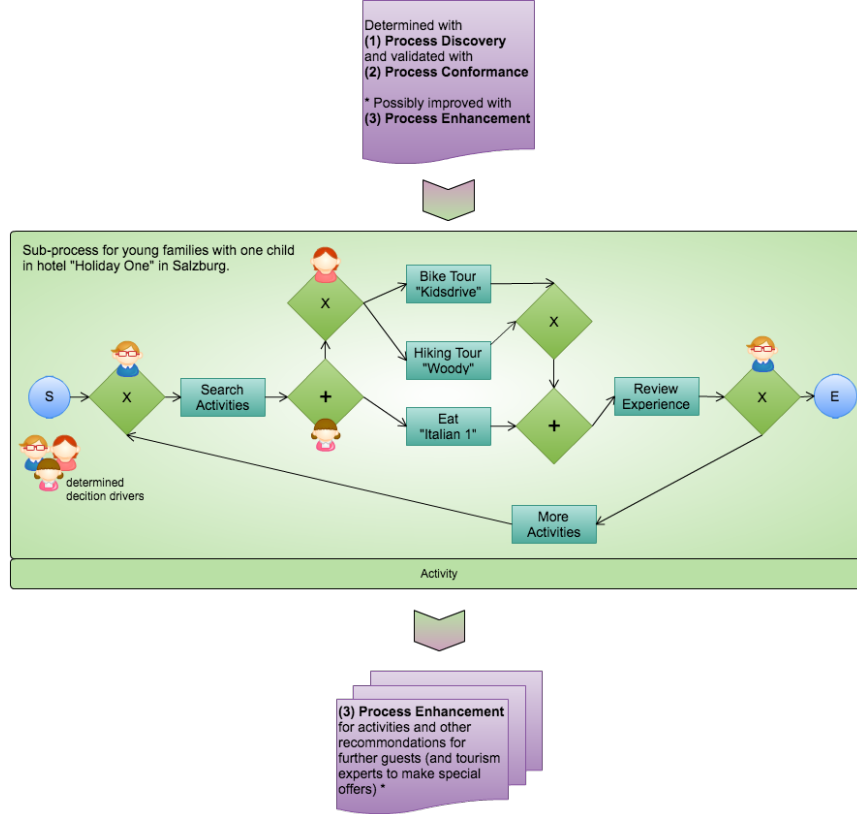 Determined with
(1) Process Discovery
and validated with
(2) Process Conformance
* Possibly improved with
(3) Process Enhancement
Sub-process for young families with one child
in hotel "Holiday One" in Salzburg.
X
Bike Tour
"Kidsdrive"
X
Hiking Tour
"Woody"
S
X
Search
Activities
+
Eat
"Italian 1"
+
Review
Experience
X
E
determined
decition drivers
More
Activities
Activity
(3) Process Enhancement
for activities and other
recommondations for
further guests (and tourism
experts to make special
offers) *